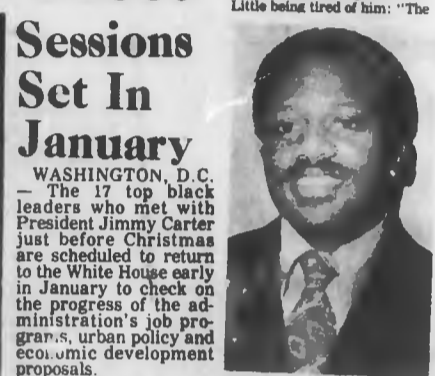 Little being tired of him: "The
Sessions
Set In
January
WASHINGTON, D.C.
— The 17 top black
leaders who met with
President Jimmy Carter
just before Christmas
are scheduled to return
to the White House early
in January to check on
the progress of the ad-
ministration's job pro-
grams, urban policy and
economic development
proposals.